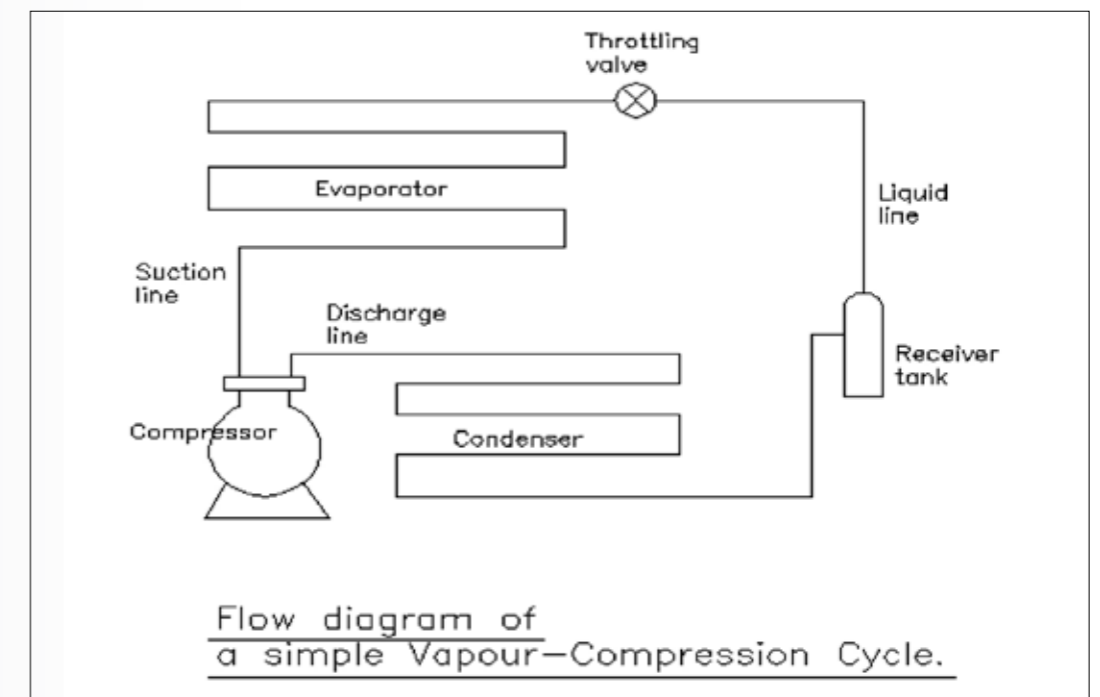 Throttling
valve
Evaporator
Liquid
line
Suction
line
Discharge
line
Receiver
tank
Compressor
Condenser
Flow diagram of
a simple Vapour-Compression Cycle.